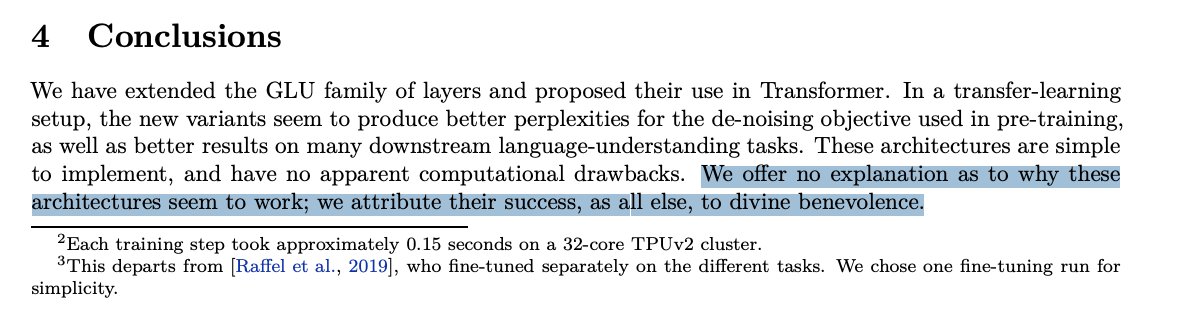 4 Conclusions
We have extended the GLU family of layers and proposed their use in Transformer. In a transfer-learning
setup, the new variants seem to produce better perplexities for the de-noising objective used in pre-training,
as well as better results on many downstream language-understanding tasks. These architectures are simple
to implement, and have no apparent computational drawbacks. We offer no explanation as to why these
architectures seem to work; we attribute their success, as all else, to divine benevolence.
²Each training step took approximately 0.15 seconds on a 32-core TPUv2 cluster.
³This departs from [Raffel et al., 2019], who fine-tuned separately on the different tasks. We chose one fine-tuning run for
simplicity.